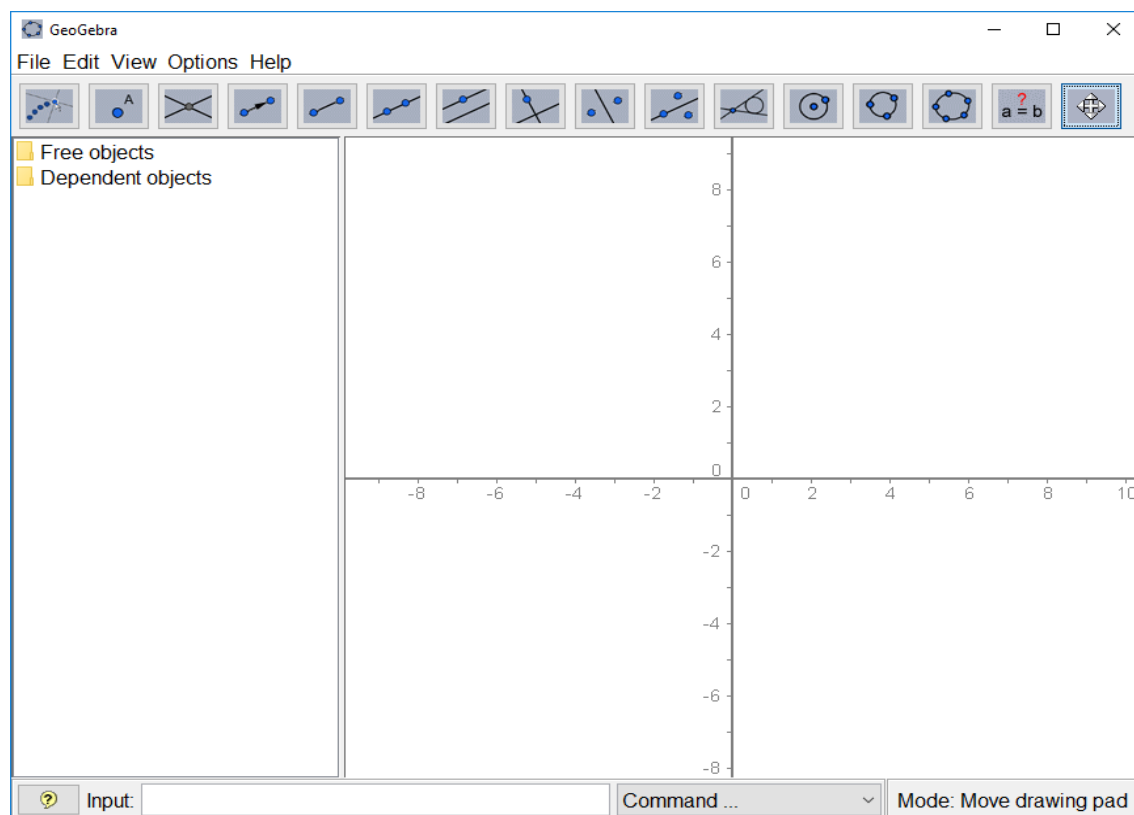 GeoGebra
File Edit View Options Help
A
?
a = b
Free objects
Dependent objects
8
6
4
2
0
-8 -6 -4 -2 0 2 4 6 8 10
-2
-4
-6
-8
Input: Command ... Mode: Move drawing pad